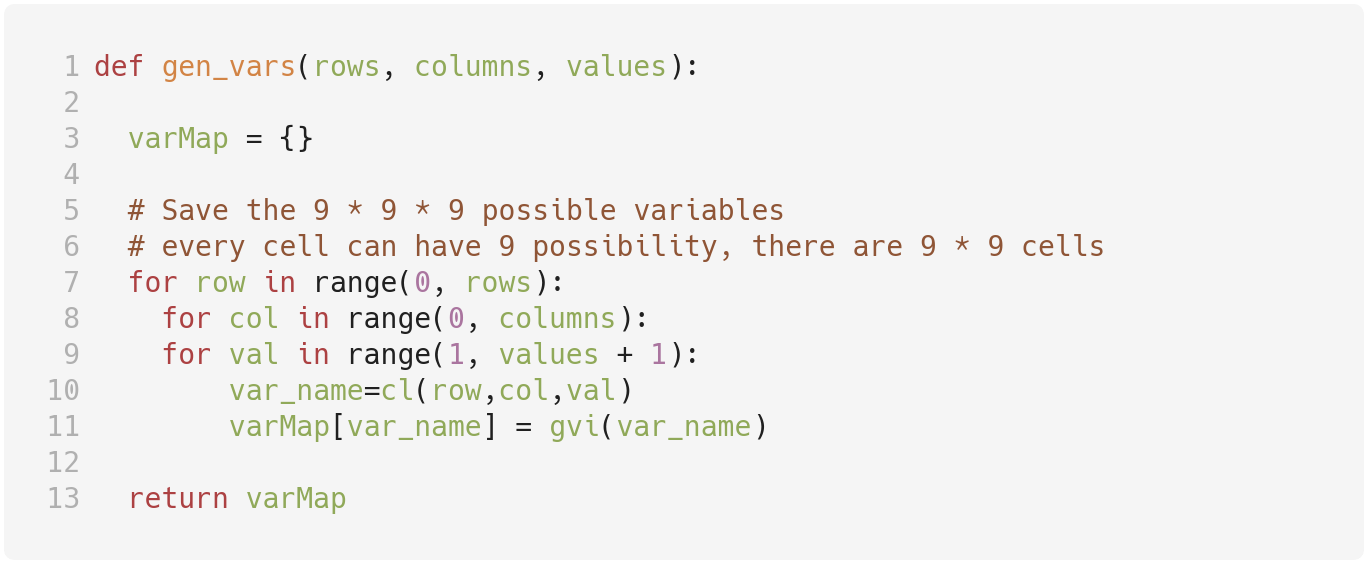 1 def gen_vars(rows, columns, values):
2
3   varMap = {}
4
5   # Save the 9 * 9 * 9 possible variables
6   # every cell can have 9 possibility, there are 9 * 9 cells
7   for row in range(0, rows):
8     for col in range(0, columns):
9     for val in range(1, values + 1):
10         var_name=cl(row,col,val)
11         varMap[var_name] = gvi(var_name)
12
13   return varMap